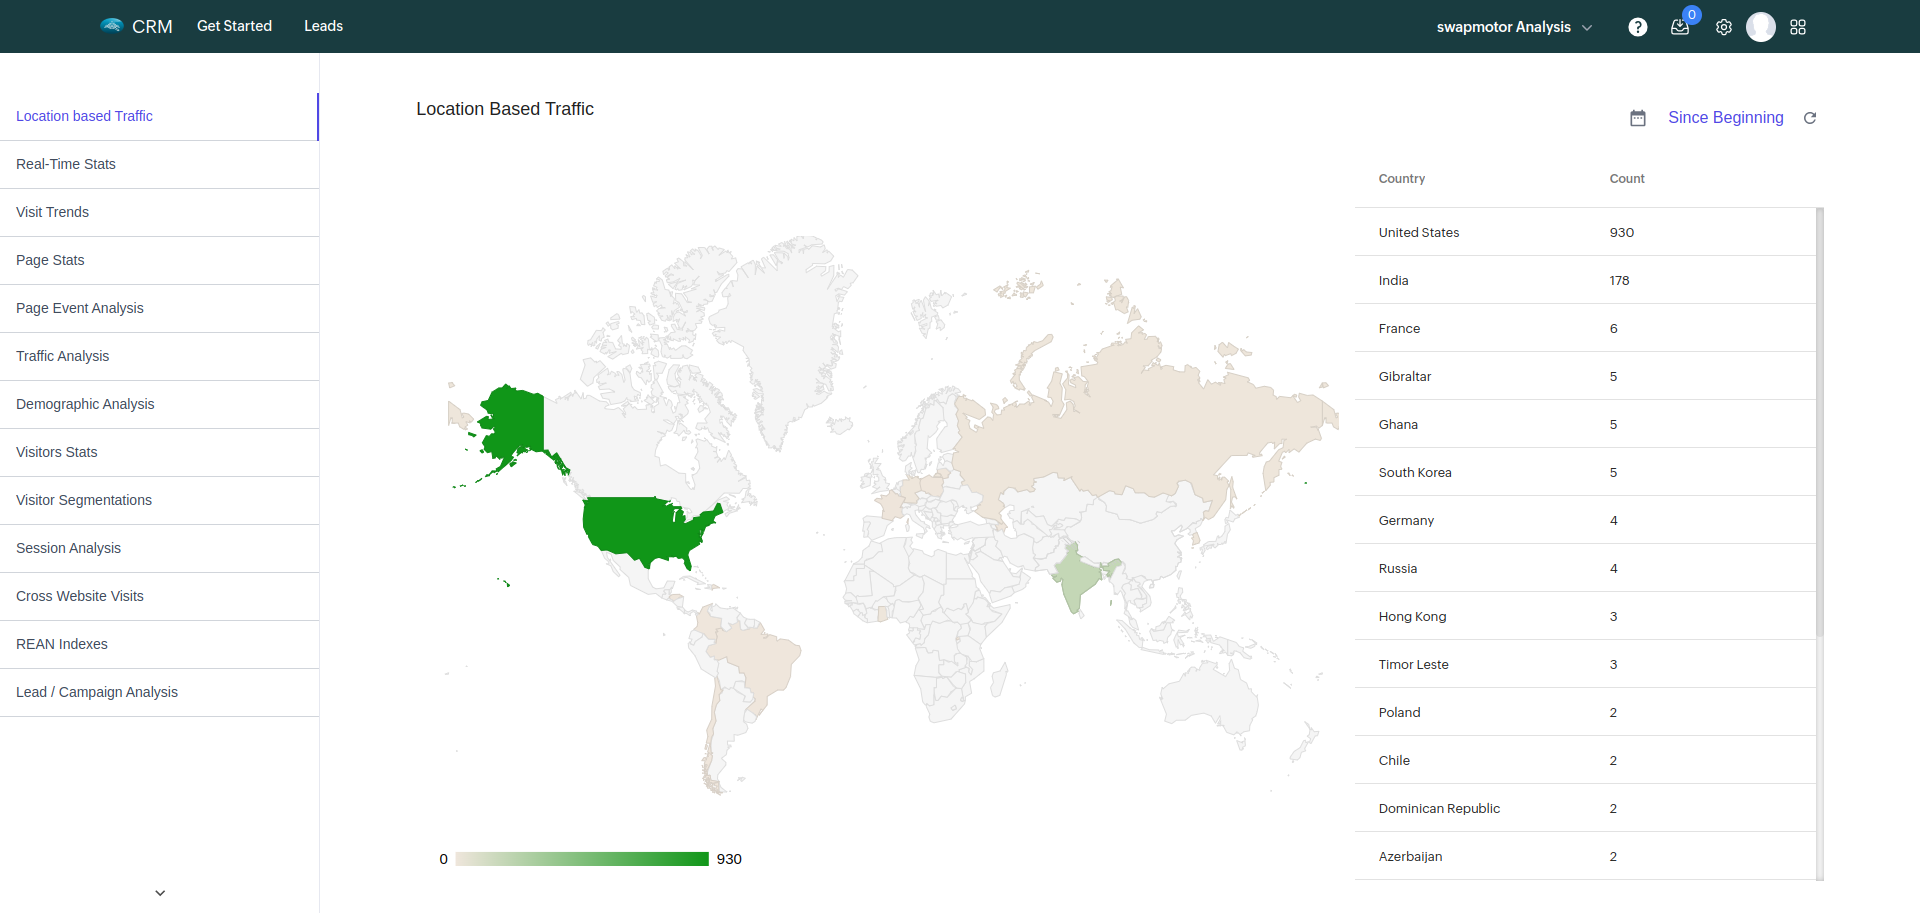 CRM
Get Started
Leads
swapmotor Analysis
?
0
Location based Traffic
Real-Time Stats
Visit Trends
Page Stats
Page Event Analysis
Traffic Analysis
Demographic Analysis
Visitors Stats
Visitor Segmentations
Session Analysis
Cross Website Visits
REAN Indexes
Lead / Campaign Analysis
Location Based Traffic
Since Beginning
Country Count
United States 930
India 178
France 6
Gibraltar 5
Ghana 5
South Korea 5
Germany 4
Russia 4
Hong Kong 3
Timor Leste 3
Poland 2
Chile 2
Dominican Republic 2
Azerbaijan 2
0 930